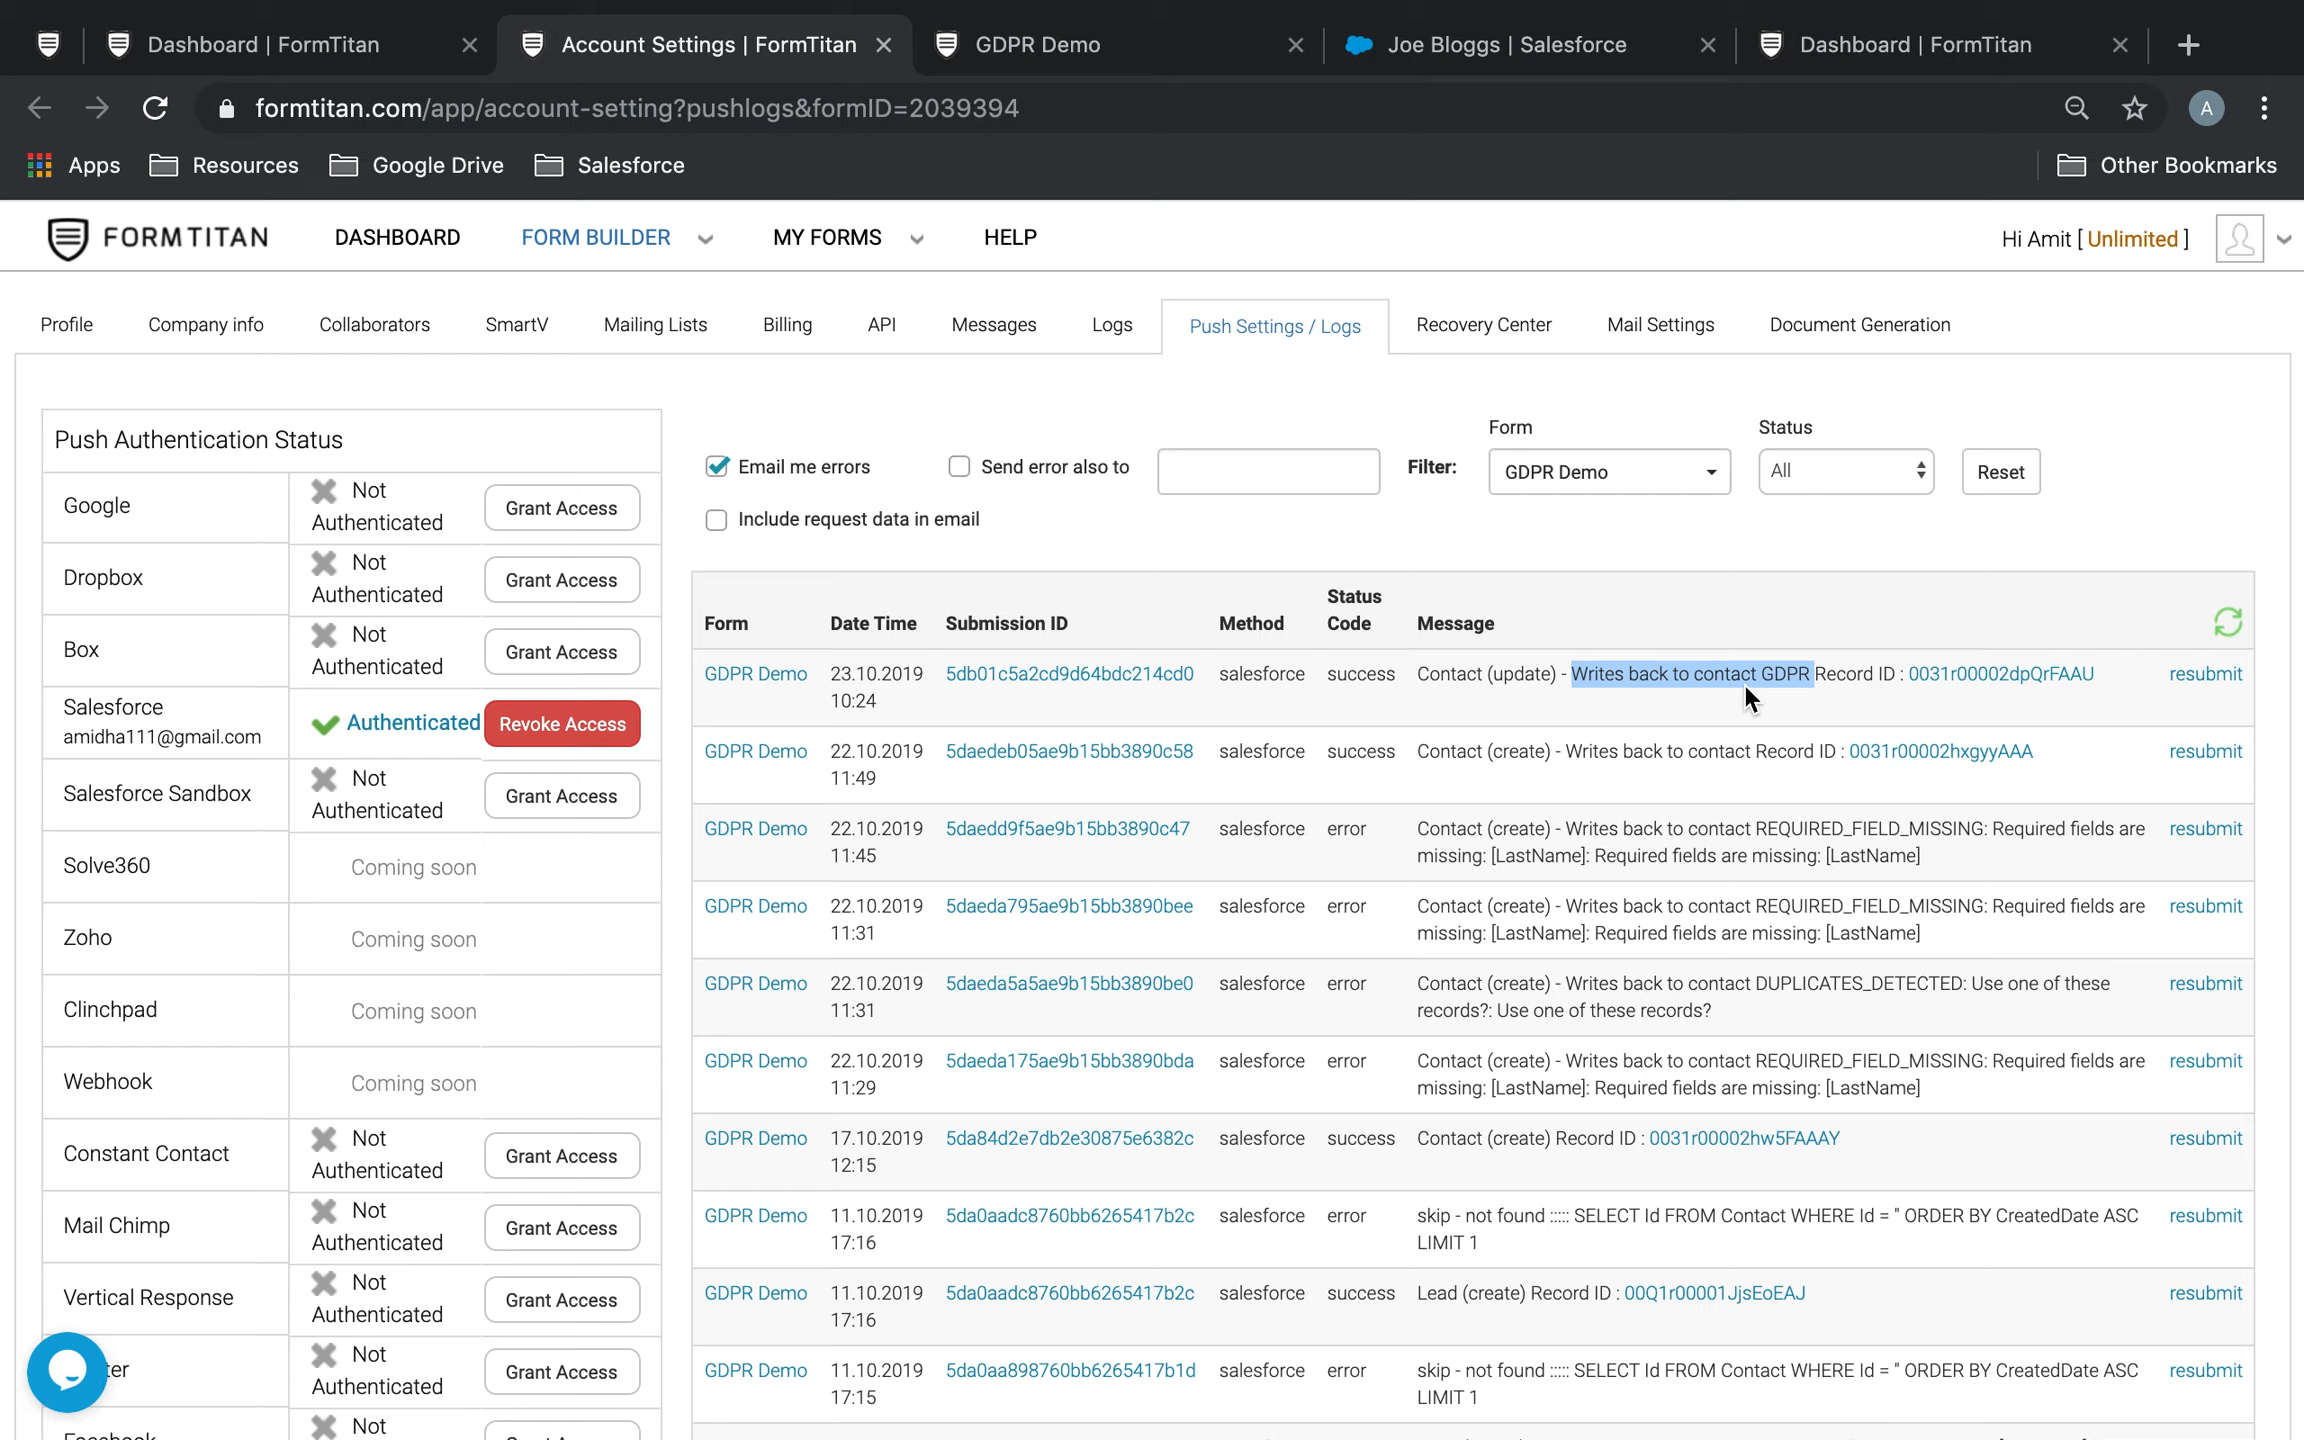 Dashboard | FormTitan
Account Settings | FormTitan
GDPR Demo
Joe Bloggs | Salesforce
Dashboard | FormTitan
formtitan.com/app/account-setting?pushlogs&formID=2039394
A
Apps
Resources
Google Drive
Salesforce
Other Bookmarks
FORMTITAN
DASHBOARD
FORM BUILDER
MY FORMS
HELP
Hi Amit [ Unlimited ]
Profile
Company info
Collaborators
SmartV
Mailing Lists
Billing
API
Messages
Logs
Push Settings / Logs
Recovery Center
Mail Settings
Document Generation
Push Authentication Status
Google
Not
Authenticated
Grant Access
Dropbox
Not
Authenticated
Grant Access
Box
Not
Authenticated
Grant Access
Salesforce
amidha111@gmail.com
Authenticated
Revoke Access
Salesforce Sandbox
Not
Authenticated
Grant Access
Solve360
Coming soon
Zoho
Coming soon
Clinchpad
Coming soon
Webhook
Coming soon
Constant Contact
Not
Authenticated
Grant Access
Mail Chimp
Not
Authenticated
Grant Access
Vertical Response
Not
Authenticated
Grant Access
ter
Not
Authenticated
Grant Access
Not
Email me errors
Send error also to
Include request data in email
Filter:
Form
GDPR Demo
Status
All
Reset
Form Date Time Submission ID Method Status Code Message
GDPR Demo 23.10.2019 5db01c5a2cd9d64bdc214cd0 salesforce success Contact (update) - Writes back to contact GDPR Record ID : 0031r00002dpQrFAAU resubmit
10:24
GDPR Demo 22.10.2019 5daedeb05ae9b15bb3890c58 salesforce success Contact (create) - Writes back to contact Record ID : 0031r00002hxgyyAAA resubmit
11:49
GDPR Demo 22.10.2019 5daedd9f5ae9b15bb3890c47 salesforce error Contact (create) - Writes back to contact REQUIRED_FIELD_MISSING: Required fields are resubmit
11:45 missing: [LastName]: Required fields are missing: [LastName]
GDPR Demo 22.10.2019 5daeda795ae9b15bb3890bee salesforce error Contact (create) - Writes back to contact REQUIRED_FIELD_MISSING: Required fields are resubmit
11:31 missing: [LastName]: Required fields are missing: [LastName]
GDPR Demo 22.10.2019 5daeda5a5ae9b15bb3890be0 salesforce error Contact (create) - Writes back to contact DUPLICATES_DETECTED: Use one of these resubmit
11:31 records?: Use one of these records?
GDPR Demo 22.10.2019 5daeda175ae9b15bb3890bda salesforce error Contact (create) - Writes back to contact REQUIRED_FIELD_MISSING: Required fields are resubmit
11:29 missing: [LastName]: Required fields are missing: [LastName]
GDPR Demo 17.10.2019 5da84d2e7db2e30875e6382c salesforce success Contact (create) Record ID : 0031r00002hw5FAAAY resubmit
12:15
GDPR Demo 11.10.2019 5da0aadc8760bb6265417b2c salesforce error skip - not found ::::: SELECT Id FROM Contact WHERE Id = '' ORDER BY CreatedDate ASC resubmit
17:16 LIMIT 1
GDPR Demo 11.10.2019 5da0aadc8760bb6265417b2c salesforce success Lead (create) Record ID : 00Q1r00001JjsEoEAJ resubmit
17:16
GDPR Demo 11.10.2019 5da0aa898760bb6265417b1d salesforce error skip - not found ::::: SELECT Id FROM Contact WHERE Id = '' ORDER BY CreatedDate ASC resubmit
17:15 LIMIT 1